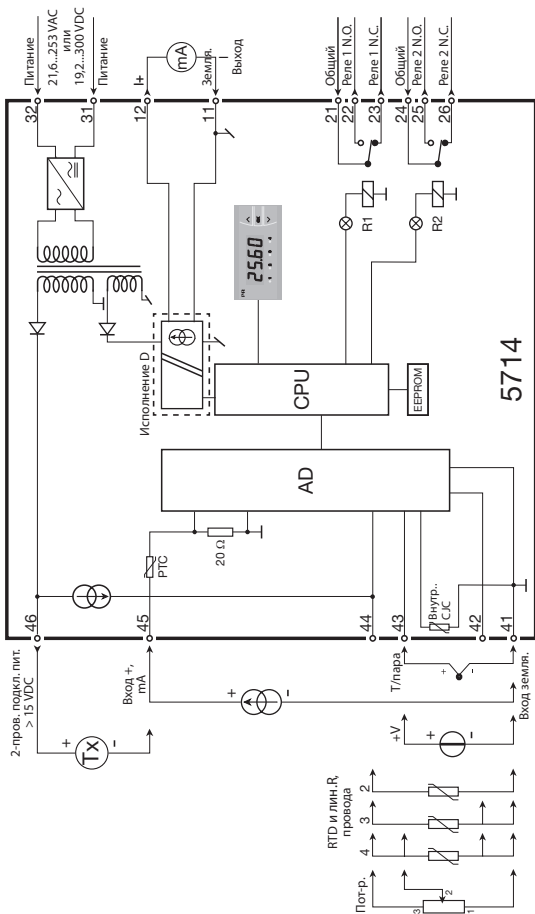 Питание
21,6...253 VAC
или
19,2...300 VDC
Питание
I+
mA
Земля.
−
Выход
Общий
Реле 1 N.O.
Реле 1 N.C.
Общий
Реле 2 N.O.
Реле 2 N.C.
32
31
12
11
21
22
23
24
25
26
R1
R2
PR
25.60
Исполнение D
CPU
EEPROM
5714
AD
PTC
20 Ω
Внутр..
CJC
46
45
44
43
42
41
2-пров. подкл. пит.
> 15 VDC
+
Tx
-
Вход +,
mA
+
-
Т/пара
+
-
Вход земля.
+V
+
-
RTD и лин.R,
провода
2
3
4
Пот-р.
3
2
1